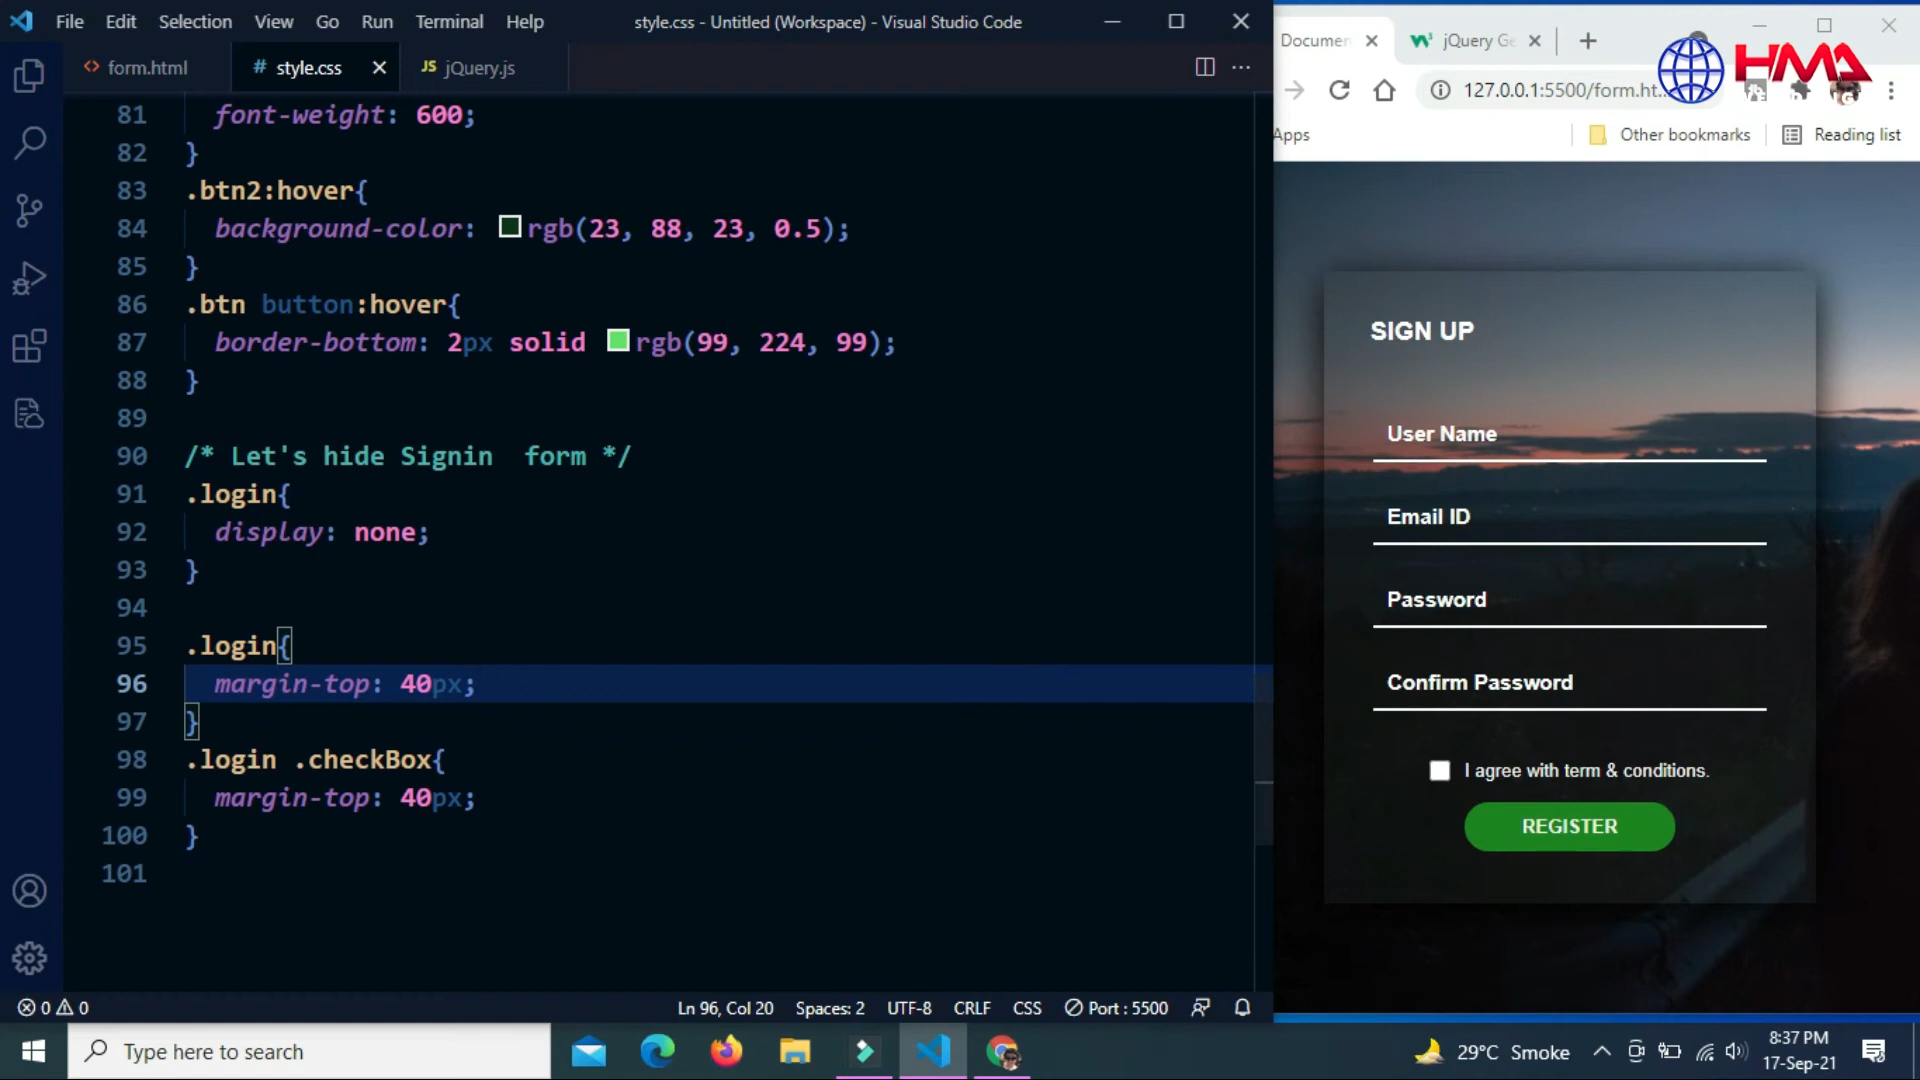 File Edit Selection View Go Run Terminal Help
style.css - Untitled (Workspace) - Visual Studio Code
form.html
# style.css
JS jQuery.js
81 font-weight: 600;
82 }
83 .btn2:hover{
84 background-color: rgb(23, 88, 23, 0.5);
85 }
86 .btn button:hover{
87 border-bottom: 2px solid rgb(99, 224, 99);
88 }
89
90 /* Let's hide Signin  form */
91 .login{
92 display: none;
93 }
94
95 .login{
96 margin-top: 40px;
97 }
98 .login .checkBox{
99 margin-top: 40px;
100 }
101
0 0
Ln 96, Col 20 Spaces: 2 UTF-8 CRLF CSS Port : 5500
Documen
jQuery Ge
HMA
127.0.0.1:5500/form.ht...
Apps
Other bookmarks
Reading list
SIGN UP
User Name
Email ID
Password
Confirm Password
I agree with term & conditions.
REGISTER
Type here to search
29°C Smoke
8:37 PM
17-Sep-21